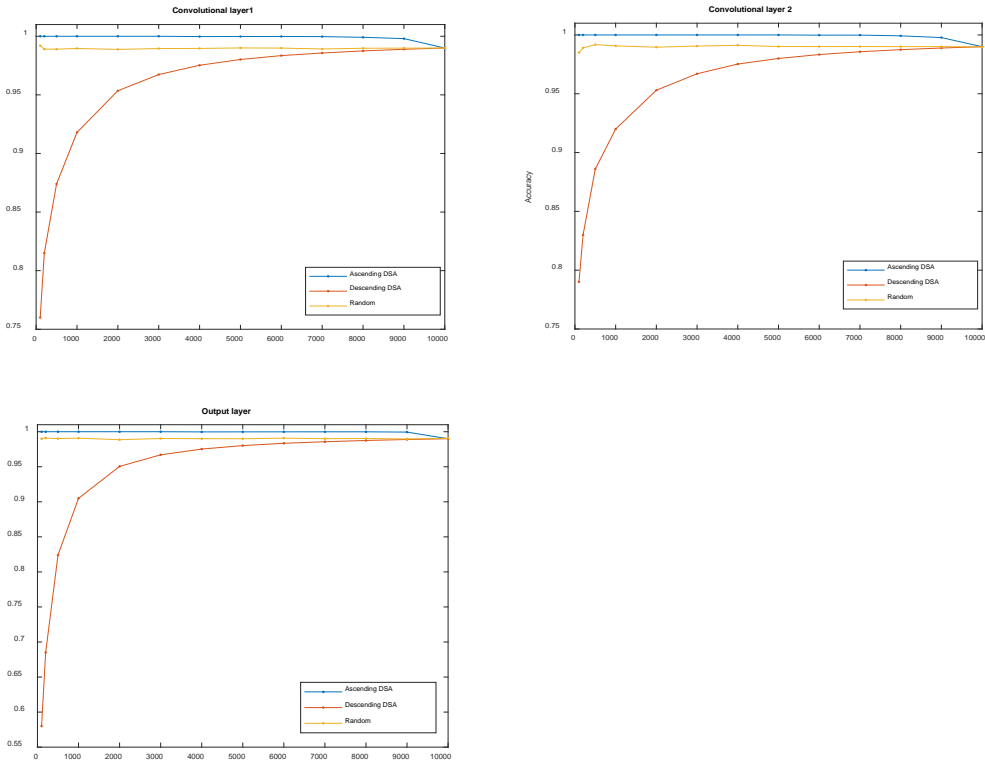 Convolutional layer1
1
0.95
0.9
0.85
0.8
0.75
0 1000 2000 3000 4000 5000 6000 7000 8000 9000 10000
Ascending DSA
Descending DSA
Random
Convolutional layer 2
Accuracy
1
0.95
0.9
0.85
0.8
0.75
0 1000 2000 3000 4000 5000 6000 7000 8000 9000 10000
Ascending DSA
Descending DSA
Random
Output layer
1
0.95
0.9
0.85
0.8
0.75
0.7
0.65
0.6
0.55
0 1000 2000 3000 4000 5000 6000 7000 8000 9000 10000
Ascending DSA
Descending DSA
Random